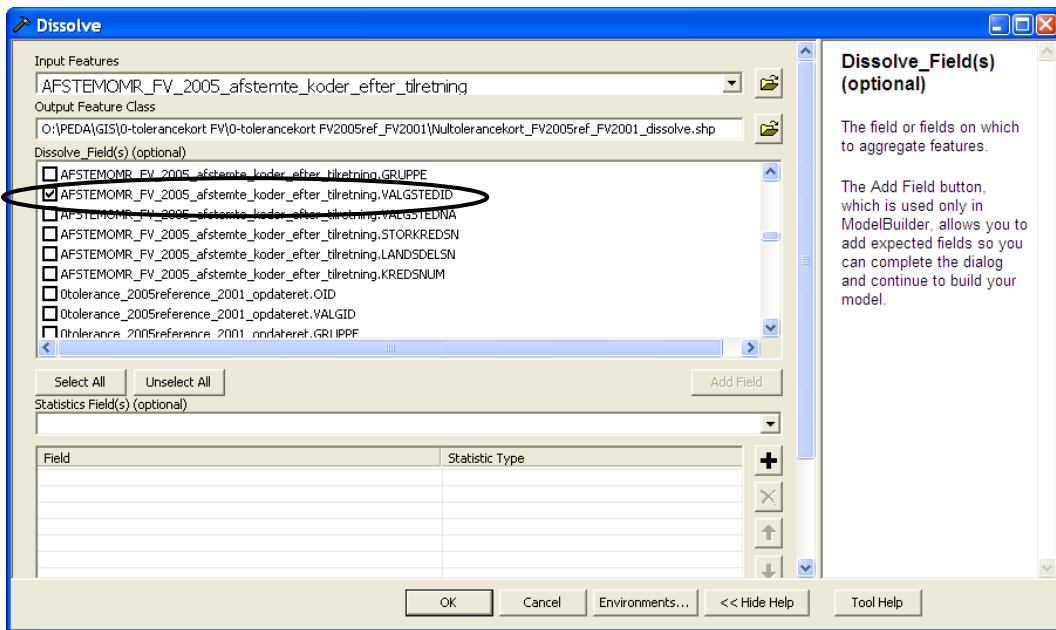 Dissolve
Input Features
AFSTEMOMR_FV_2005_afstemte_koder_efter_tilretning
Output Feature Class
O:\PEDA\GIS\0-tolerancekort FV\0-tolerancekort FV2005ref_FV2001\Nultolerancekort_FV2005ref_FV2001_dissolve.shp
Dissolve_Field(s) (optional)
AFSTEMOMR_FV_2005_afstemte_koder_efter_tilretning.GRUPPE
AFSTEMOMR_FV_2005_afstemte_koder_efter_tilretning.VALGSTEDID
AFSTEMOMR_FV_2005_afstemte_koder_efter_tilretning.VALGSTEDNA
AFSTEMOMR_FV_2005_afstemte_koder_efter_tilretning.STORKREDSN
AFSTEMOMR_FV_2005_afstemte_koder_efter_tilretning.LANDSDELSN
AFSTEMOMR_FV_2005_afstemte_koder_efter_tilretning.KREDSNUM
0tolerance_2005reference_2001_opdateret.OID
0tolerance_2005reference_2001_opdateret.VALGID
0tolerance_2005reference_2001_opdateret.GRUPPE
Select All Unselect All Add Field
Statistics Field(s) (optional)
Field Statistic Type
OK Cancel Environments... << Hide Help Tool Help
Dissolve_Field(s)
(optional)
The field or fields on which
to aggregate features.
The Add Field button,
which is used only in
ModelBuilder, allows you to
add expected fields so you
can complete the dialog
and continue to build your
model.